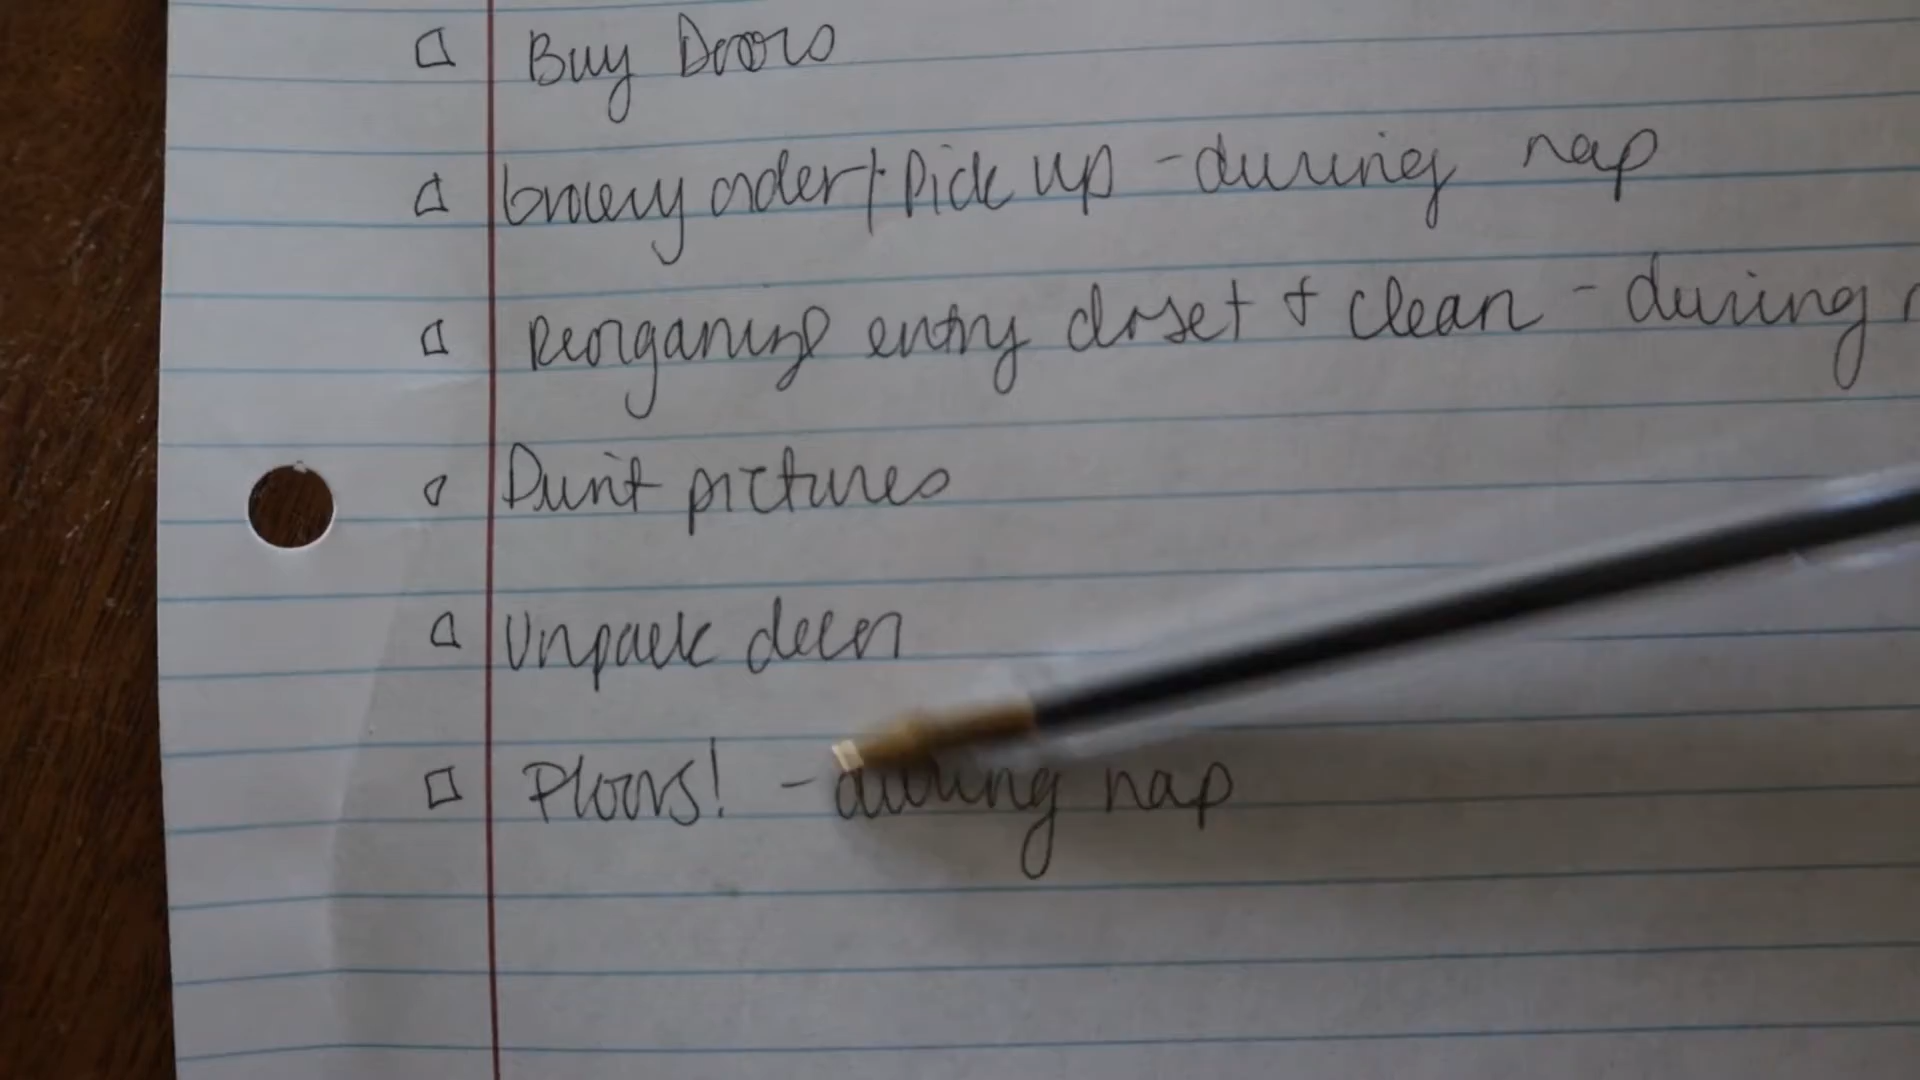 Buy Doors
Grocery order + Pick up - during nap
Reorganize entry closet + clean - during
Print pictures
Unpack decor
Floors! - during nap